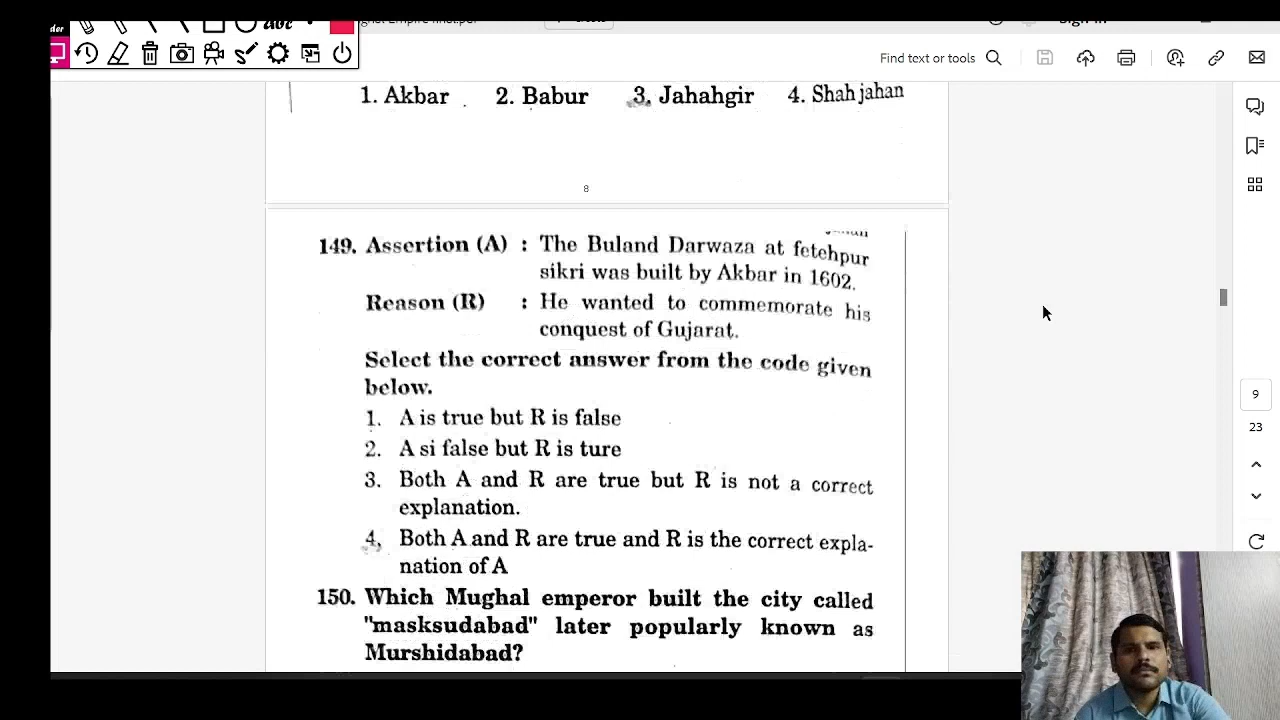 abc
Find text or tools
1. Akbar 2. Babur 3. Jahahgir 4. Shah jahan
8
149. Assertion (A) : The Buland Darwaza at fetehpur
sikri was built by Akbar in 1602.
Reason (R) : He wanted to commemorate his
conquest of Gujarat.
Select the correct answer from the code given
below.
1. A is true but R is false
2. A si false but R is ture
3. Both A and R are true but R is not a correct
explanation.
4, Both A and R are true and R is the correct expla-
nation of A
150. Which Mughal emperor built the city called
"masksudabad" later popularly known as
Murshidabad?
9
23